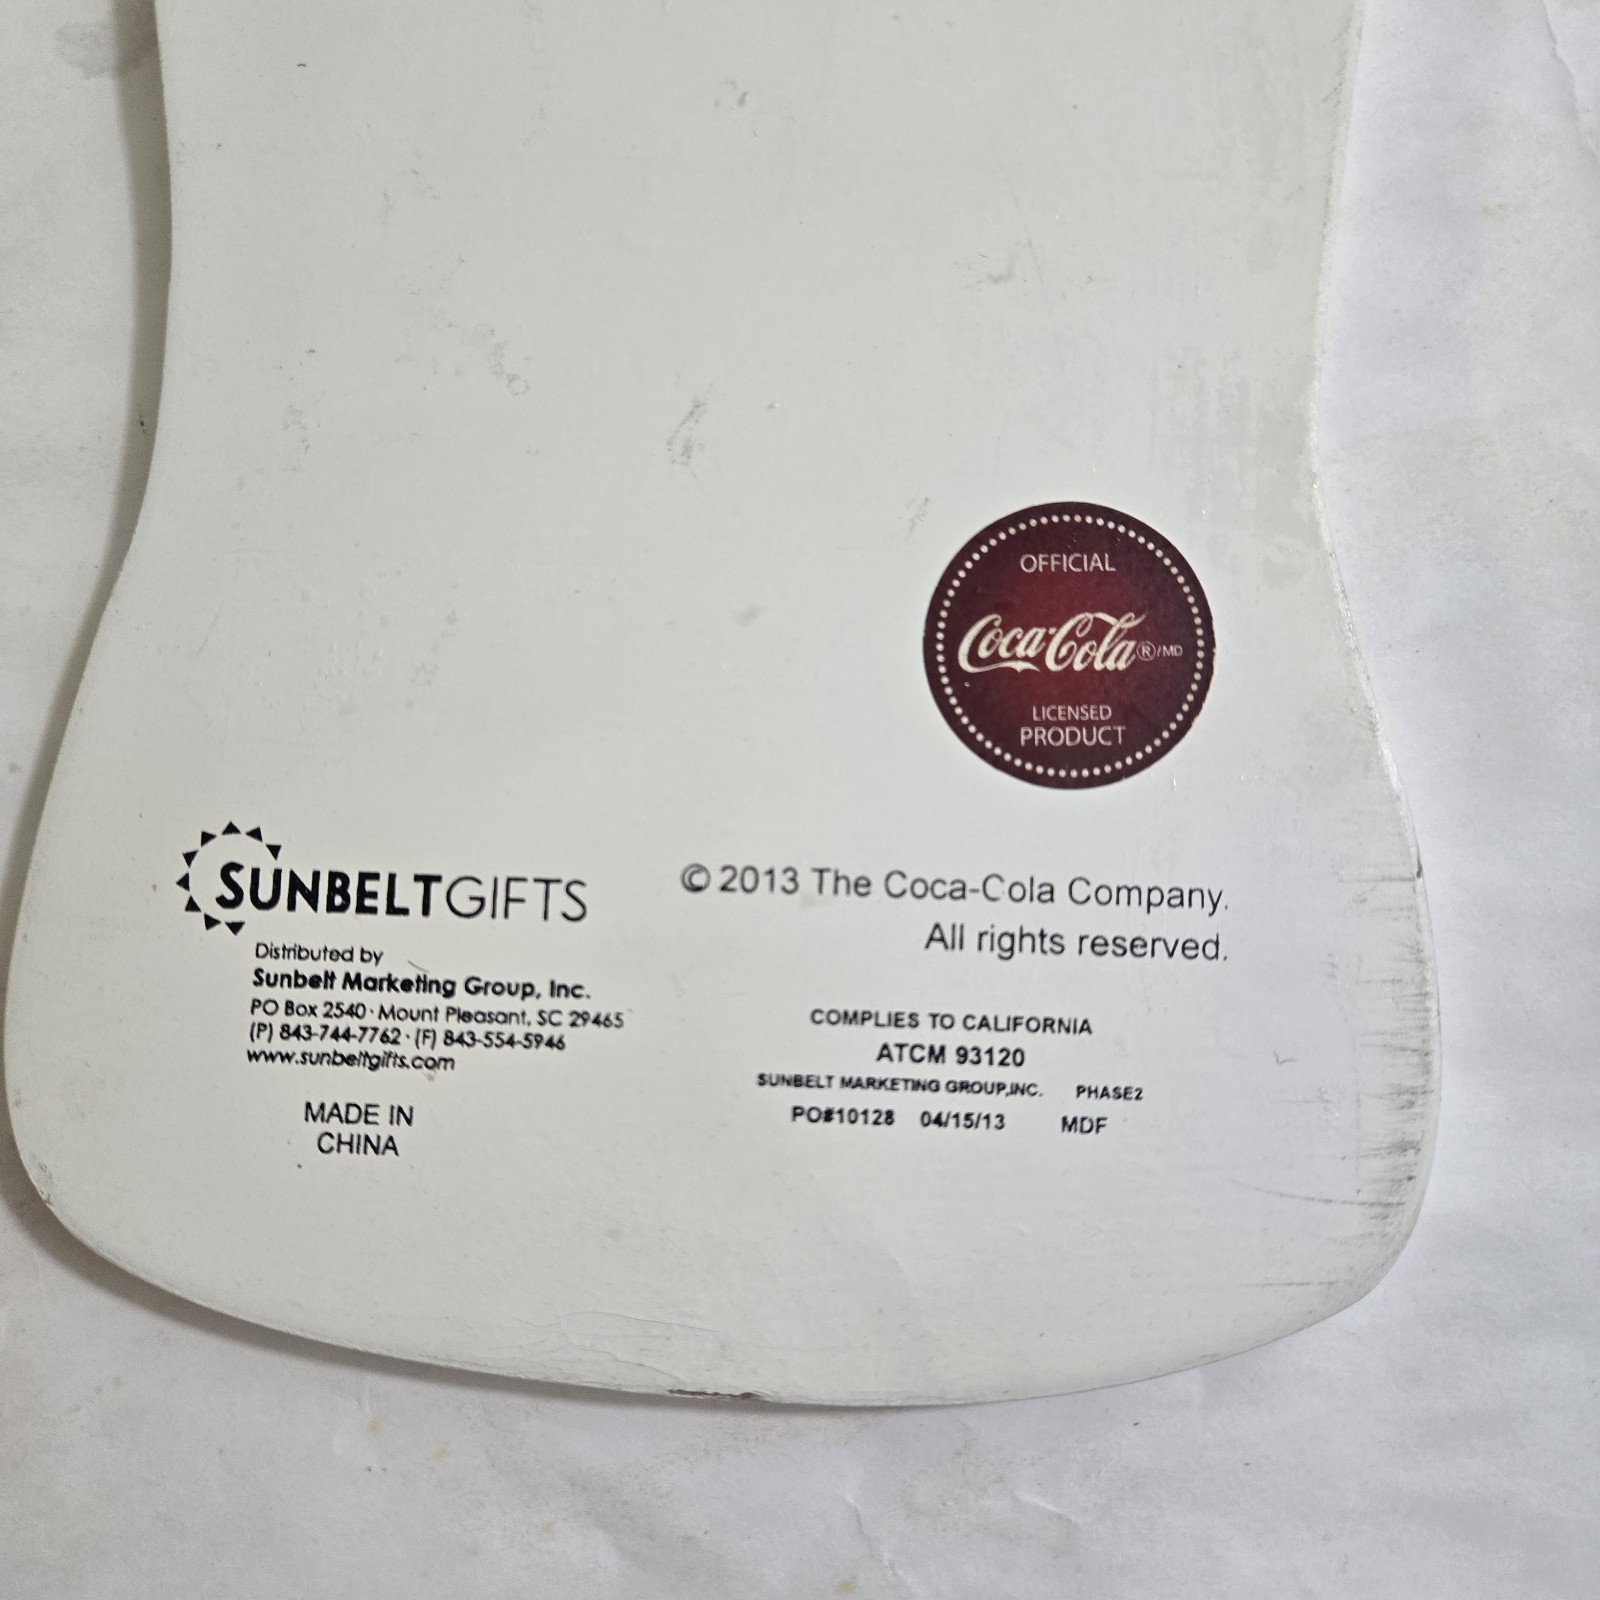 OFFICIAL
Coca-Cola ®/MD
LICENSED
PRODUCT
SUNBELTGIFTS
Distributed by
Sunbelt Marketing Group, Inc.
PO Box 2540 · Mount Pleasant, SC 29465
(P) 843-744-7762 · (F) 843-554-5946
www.sunbeltgifts.com
MADE IN
CHINA
© 2013 The Coca-Cola Company.
All rights reserved.
COMPLIES TO CALIFORNIA
ATCM 93120
SUNBELT MARKETING GROUP,INC. PHASE2
PO#10128 04/15/13 MDF